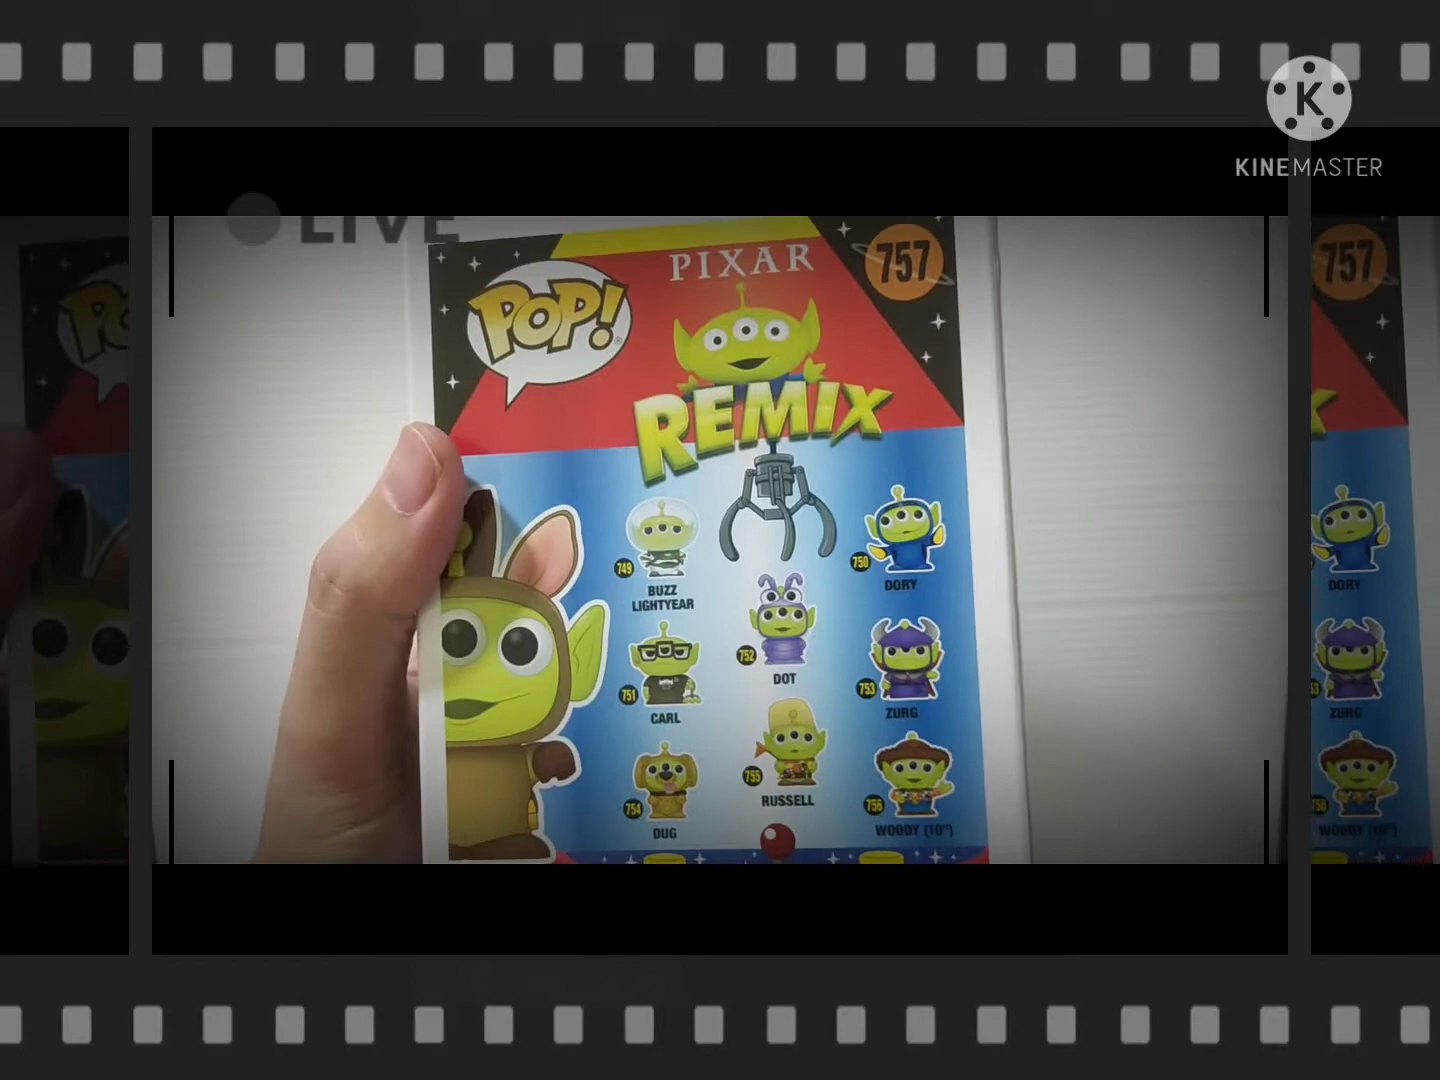 K
KINEMASTER
LIVE
POP!
PIXAR
757
757
REMIX
749
BUZZ
LIGHTYEAR
750
DORY
DORY
752
DOT
751
CARL
753
ZURG
ZURG
754
DUG
755
RUSSELL
756
WOODY (10")
756
WOODY (10")